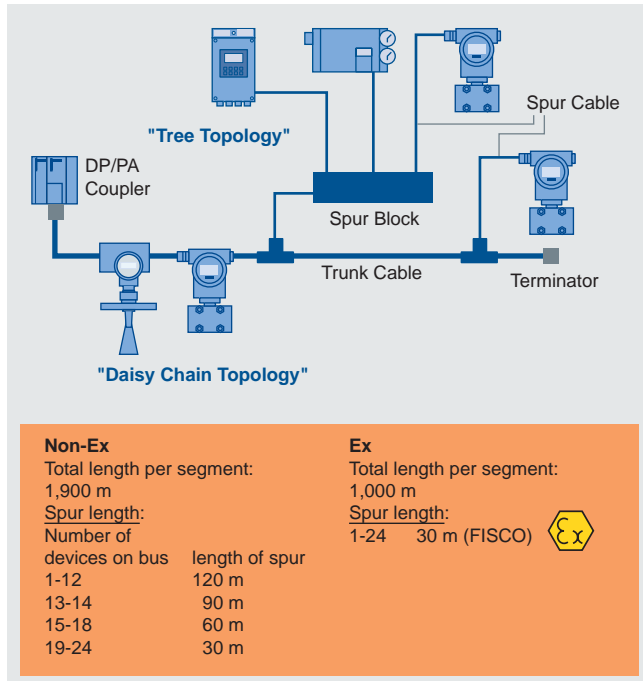 Spur Cable
"Tree Topology"
DP/PA
Coupler
Spur Block
Trunk Cable
Terminator
"Daisy Chain Topology"
Non-Ex
Total length per segment:
1,900 m
Spur length:
Number of
devices on bus length of spur
1-12 120 m
13-14 90 m
15-18 60 m
19-24 30 m
Ex
Total length per segment:
1,000 m
Spur length:
1-24 30 m (FISCO)
Ex